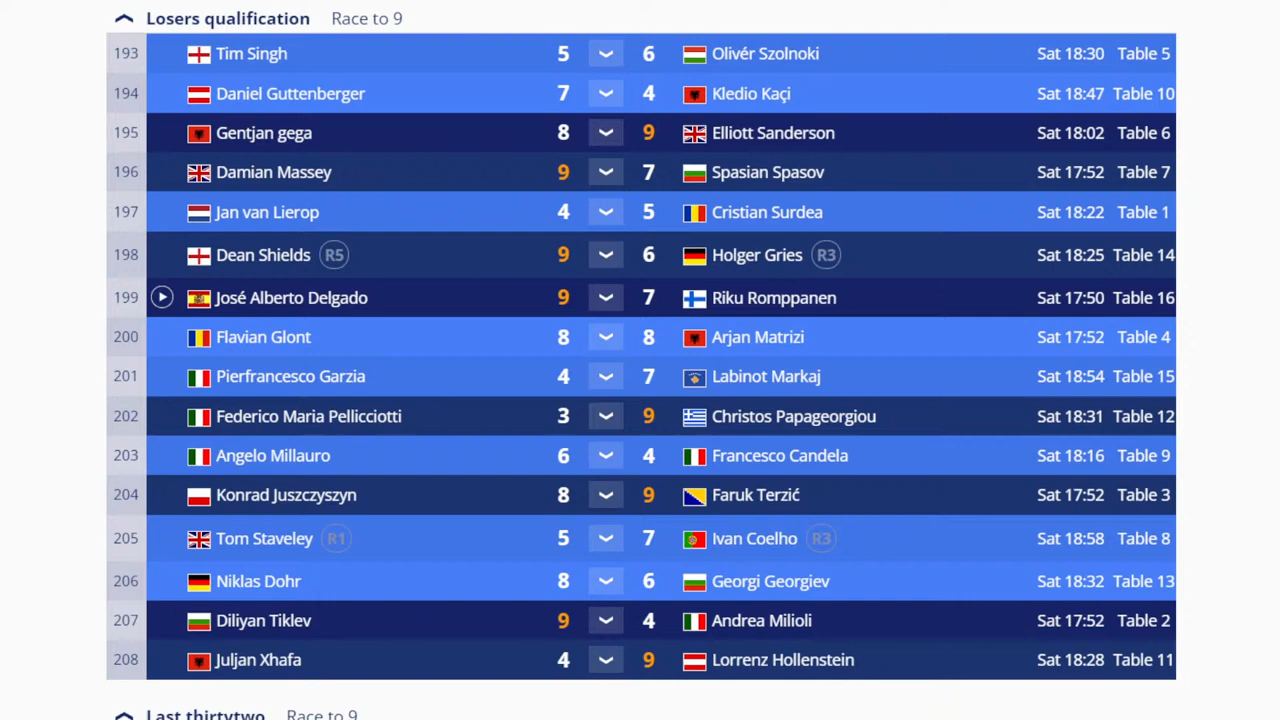 Losers qualification Race to 9
193 Tim Singh 5 6 Olivér Szolnoki Sat 18:30 Table 5
194 Daniel Guttenberger 7 4 Kledio Kaçi Sat 18:47 Table 10
195 Gentjan gega 8 9 Elliott Sanderson Sat 18:02 Table 6
196 Damian Massey 9 7 Spasian Spasov Sat 17:52 Table 7
197 Jan van Lierop 4 5 Cristian Surdea Sat 18:22 Table 1
198 Dean Shields R5 9 6 Holger Gries R3 Sat 18:25 Table 14
199 José Alberto Delgado 9 7 Riku Romppanen Sat 17:50 Table 16
200 Flavian Glont 8 8 Arjan Matrizi Sat 17:52 Table 4
201 Pierfrancesco Garzia 4 7 Labinot Markaj Sat 18:54 Table 15
202 Federico Maria Pellicciotti 3 9 Christos Papageorgiou Sat 18:31 Table 12
203 Angelo Millauro 6 4 Francesco Candela Sat 18:16 Table 9
204 Konrad Juszczyszyn 8 9 Faruk Terzić Sat 17:52 Table 3
205 Tom Staveley R1 5 7 Ivan Coelho R3 Sat 18:58 Table 8
206 Niklas Dohr 8 6 Georgi Georgiev Sat 18:32 Table 13
207 Diliyan Tiklev 9 4 Andrea Milioli Sat 17:52 Table 2
208 Juljan Xhafa 4 9 Lorrenz Hollenstein Sat 18:28 Table 11
Last thirtytwo Race to 9